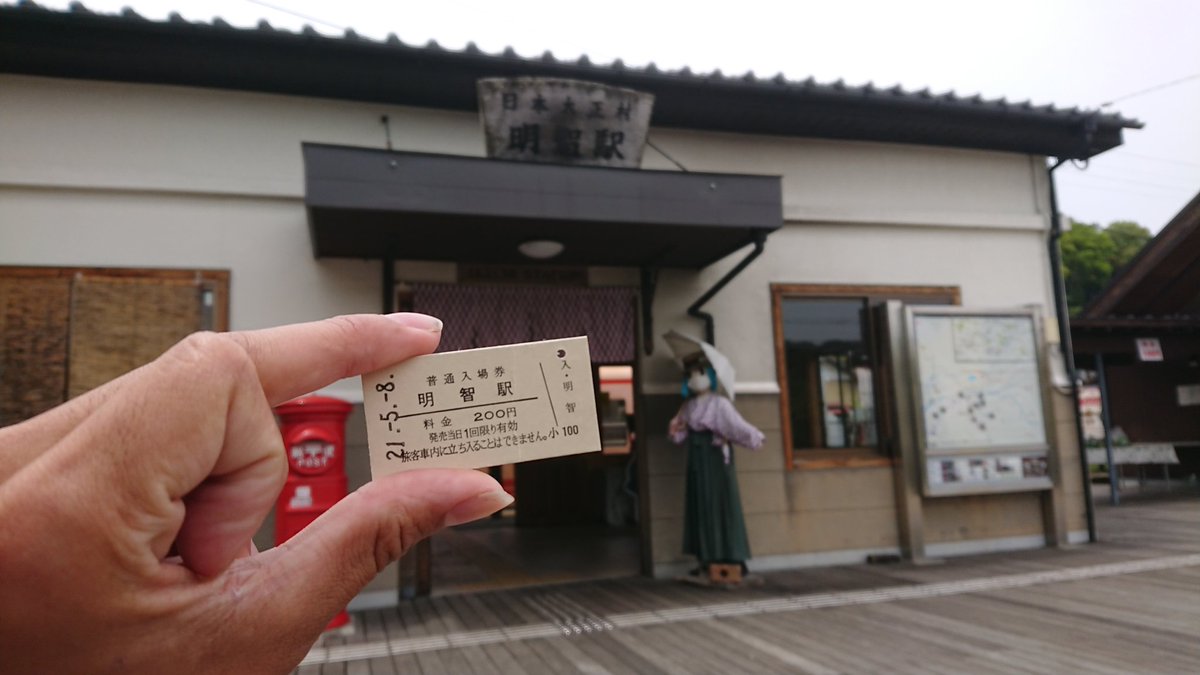 日本大正村
明智駅
21.-5.-8.
普通入場券
明智駅
料金 200円
発売当日1回限り有効
旅客車内に立ち入ることはできません。
小100
入・明智
POST